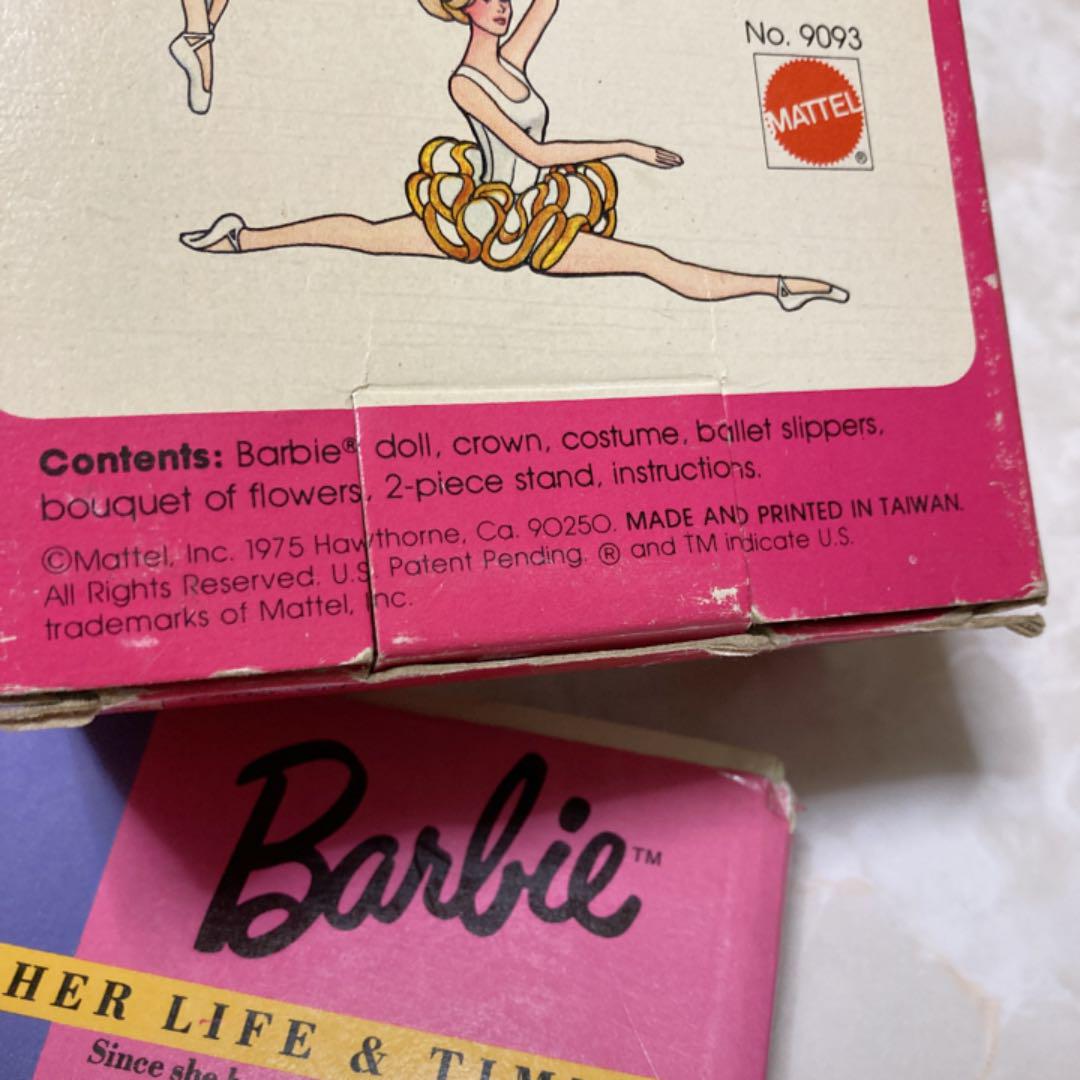 No. 9093
MATTEL®
Contents: Barbie® doll, crown, costume, ballet slippers,
bouquet of flowers, 2-piece stand, instructions.
©Mattel, Inc. 1975 Hawthorne, Ca. 90250. MADE AND PRINTED IN TAIWAN.
All Rights Reserved. U.S. Patent Pending. ® and TM indicate U.S.
trademarks of Mattel, Inc.
Barbie™
HER LIFE &
Since she